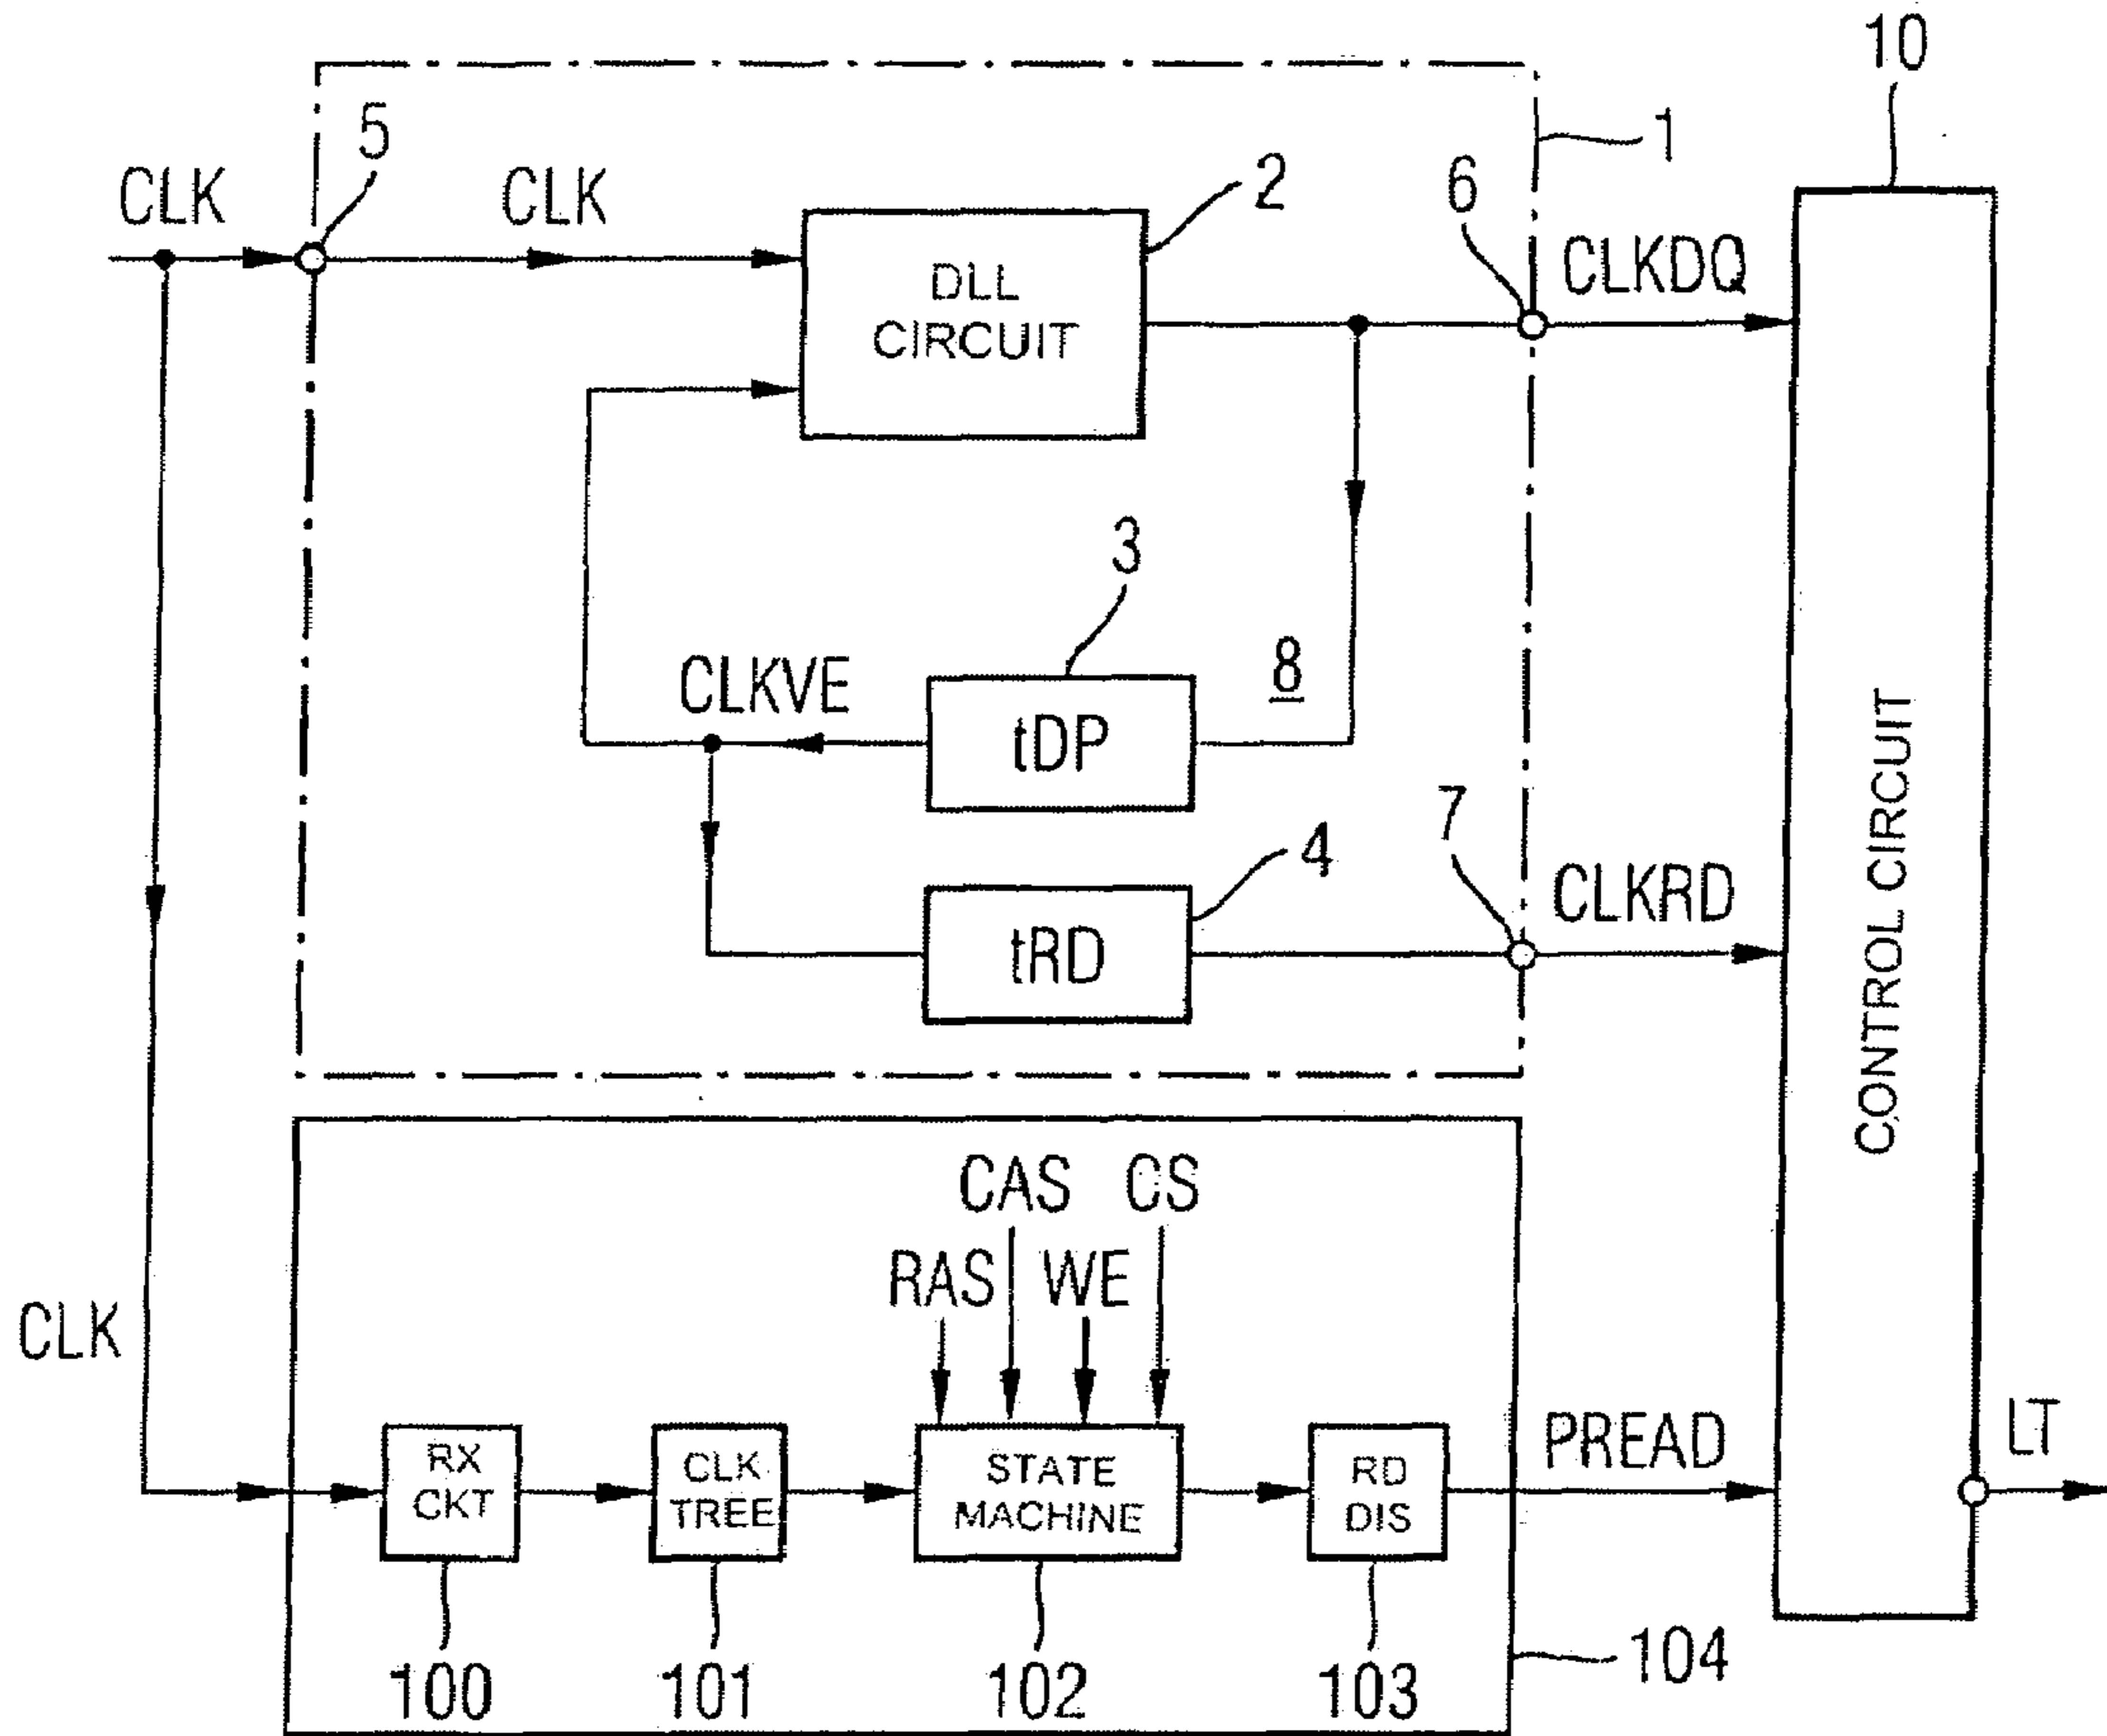 10
5
1
CLK
CLK
2
6
CLKDQ
DLL
CIRCUIT
3
CLKVE
8
tDP
7
4
CLKRD
tRD
CONTROL CIRCUIT
CAS
CS
RAS
WE
CLK
PREAD
LT
RX
CKT
CLK
TREE
STATE
MACHINE
RD
DIS
104
100
101
102
103